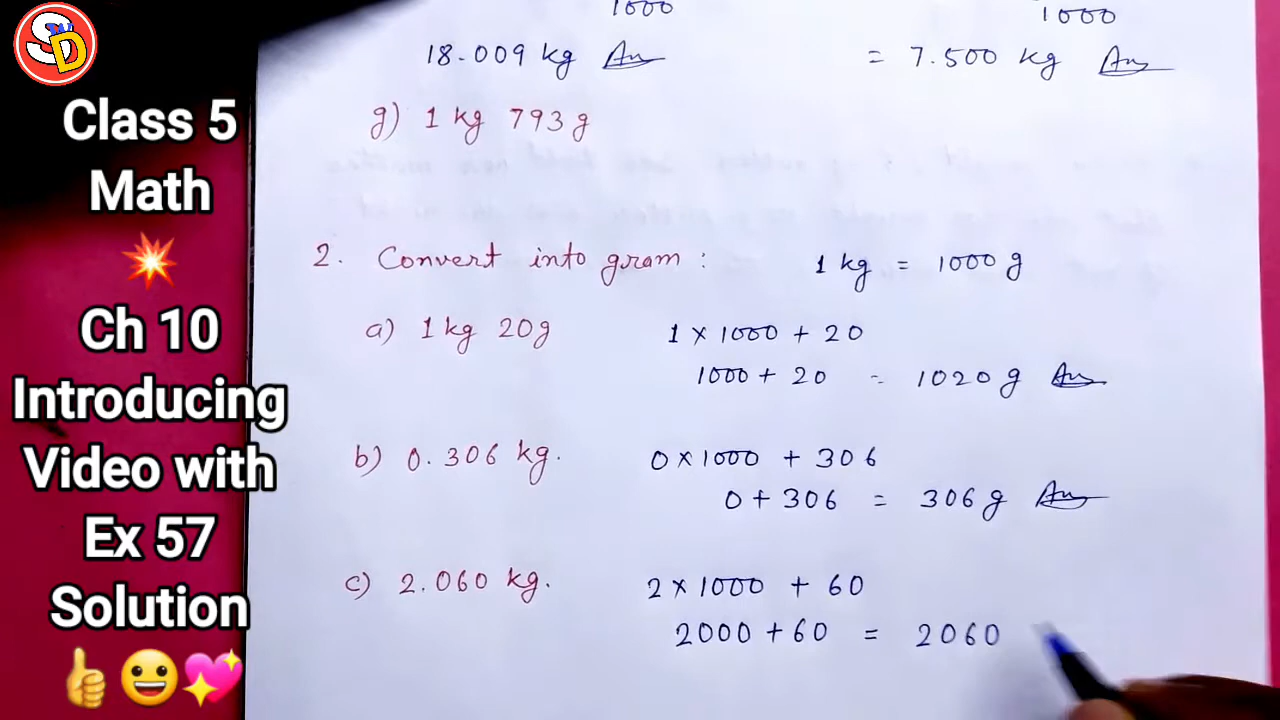 SD
Class 5
Math
Ch 10
Introducing
Video with
Ex 57
Solution
1000 1000
18.009 kg Ans = 7.500 kg Ans
g) 1 kg 793 g
2. Convert into gram : 1 kg = 1000 g
a) 1 kg 20g 1 × 1000 + 20
1000 + 20 = 1020 g Ans
b) 0.306 kg. 0 × 1000 + 306
0 + 306 = 306 g Ans
c) 2.060 kg. 2 × 1000 + 60
2000 + 60 = 2060